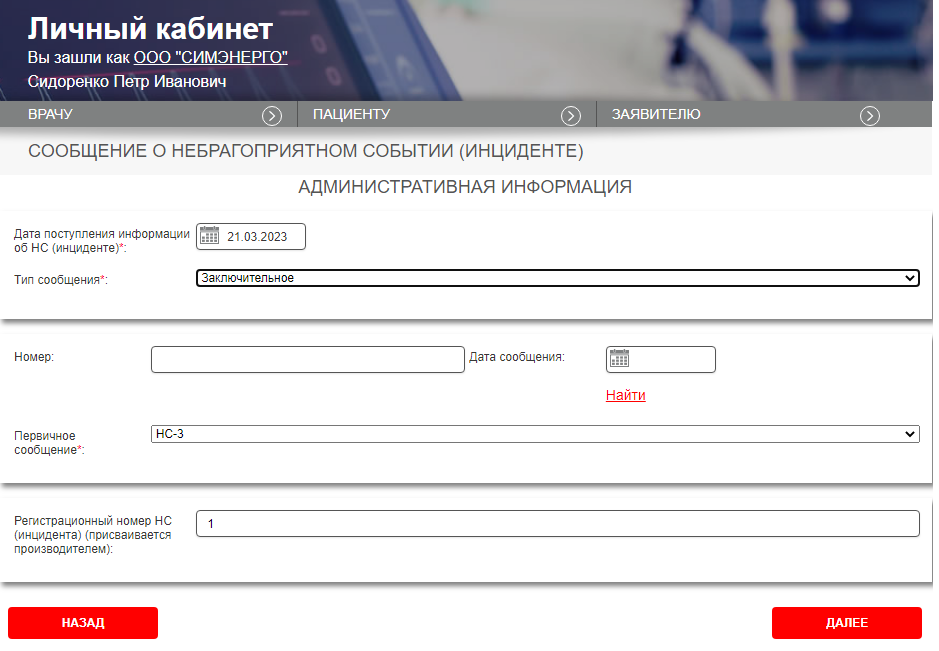 Личный кабинет
Вы зашли как ООО "СИМЭНЕРГО"
Сидоренко Петр Иванович
ВРАЧУ
ПАЦИЕНТУ
ЗАЯВИТЕЛЮ
СООБЩЕНИЕ О НЕБРАГОПРИЯТНОМ СОБЫТИИ (ИНЦИДЕНТЕ)
АДМИНИСТРАТИВНАЯ ИНФОРМАЦИЯ
Дата поступления информации
об НС (инциденте)*:
21.03.2023
Тип сообщения*:
Заключительное
Номер:
Дата сообщения:
Найти
Первичное
сообщение*:
НС-3
Регистрационный номер НС
(инцидента) (присваивается
производителем):
1
НАЗАД
ДАЛЕЕ